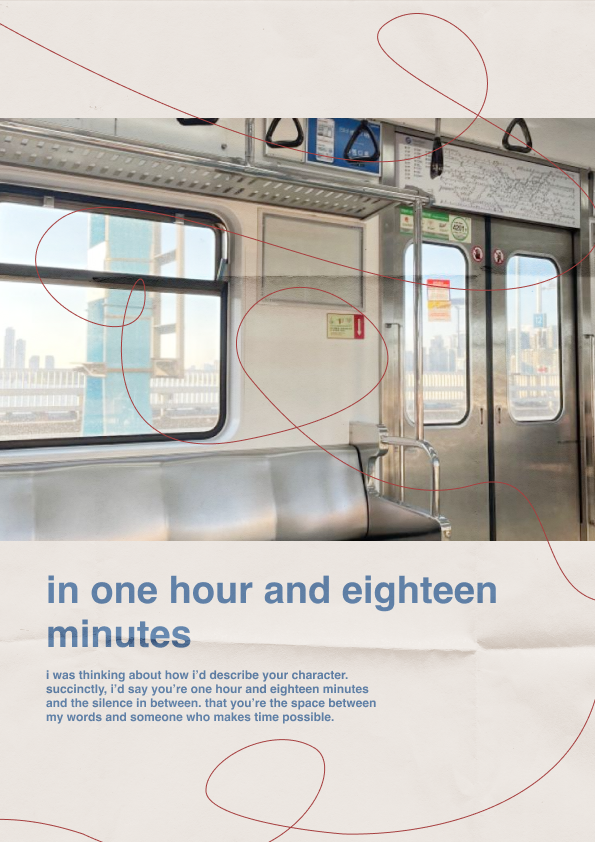 in one hour and eighteen
minutes
i was thinking about how i'd describe your character.
succinctly, i'd say you're one hour and eighteen minutes
and the silence in between. that you're the space between
my words and someone who makes time possible.